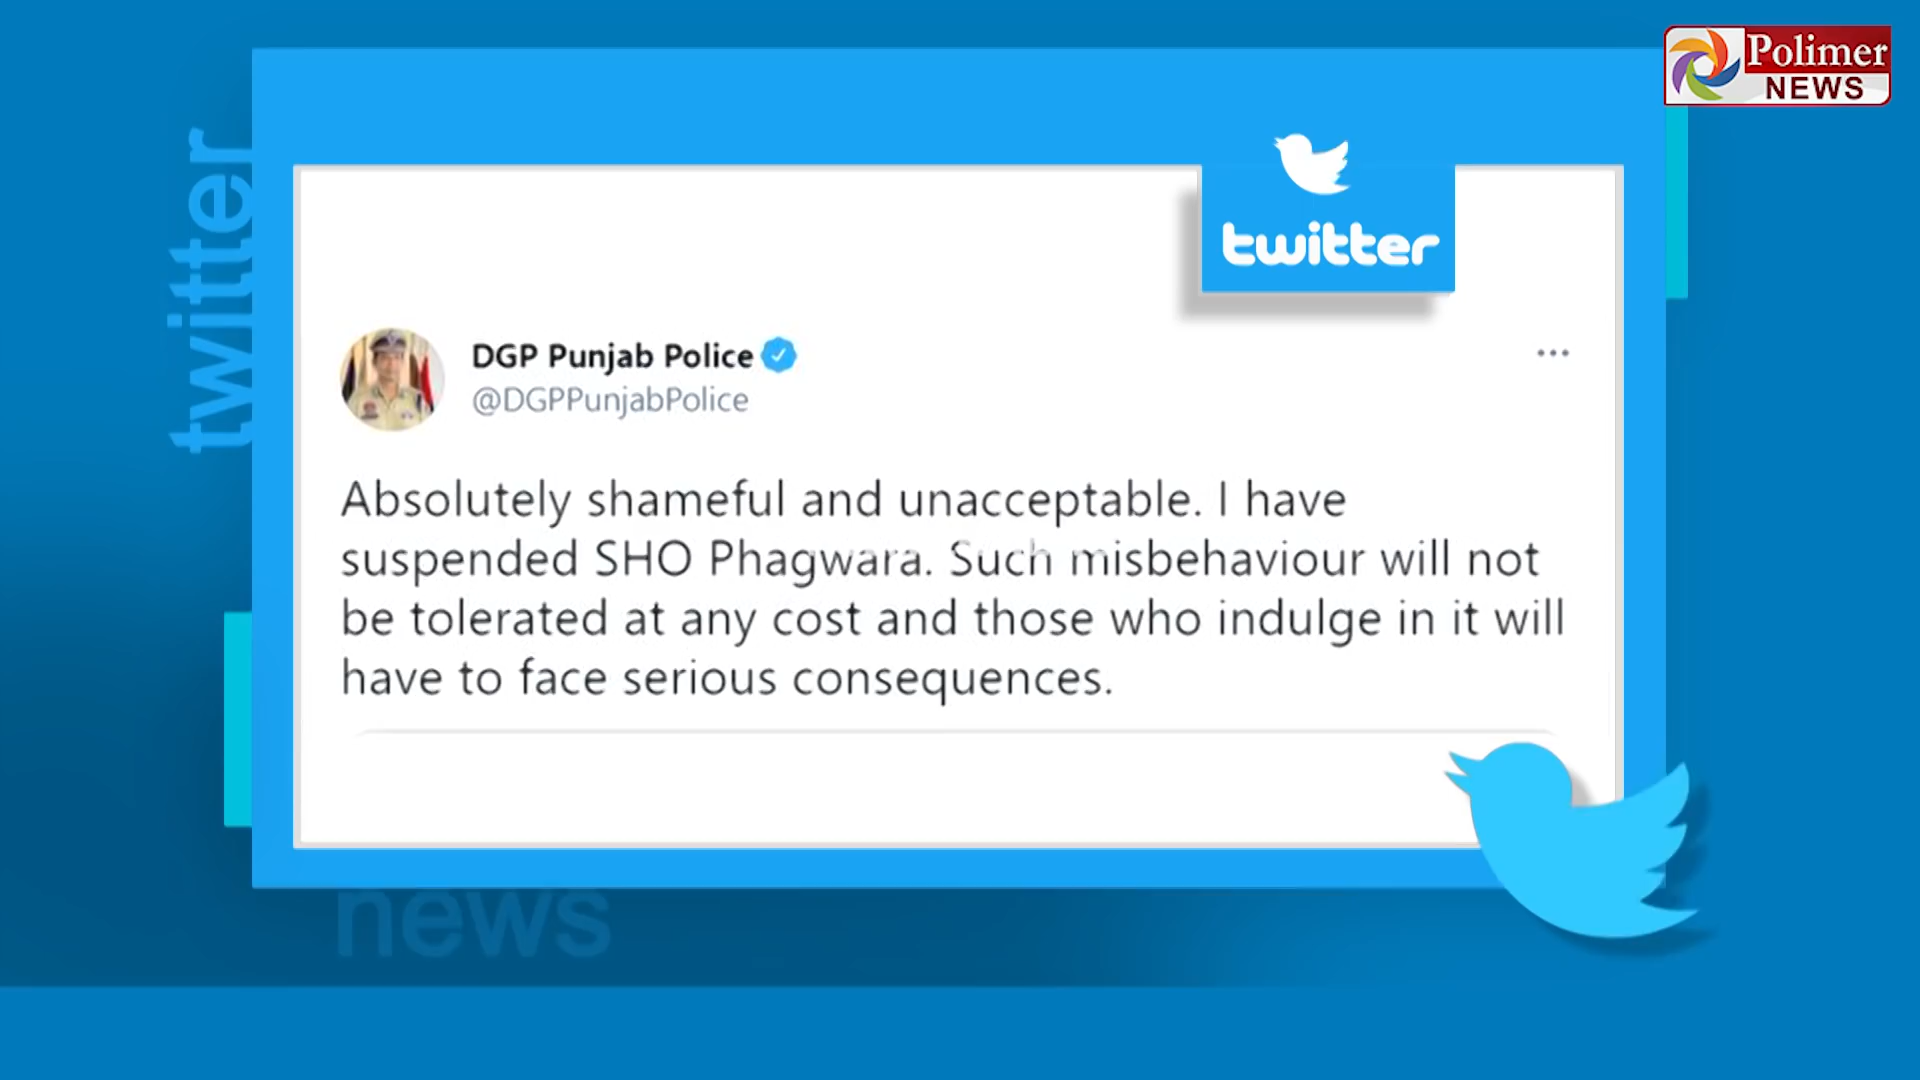 Polimer
NEWS
twitter
twitter
DGP Punjab Police
@DGPPunjabPolice
Absolutely shameful and unacceptable. I have
suspended SHO Phagwara. Such misbehaviour will not
be tolerated at any cost and those who indulge in it will
have to face serious consequences.
news